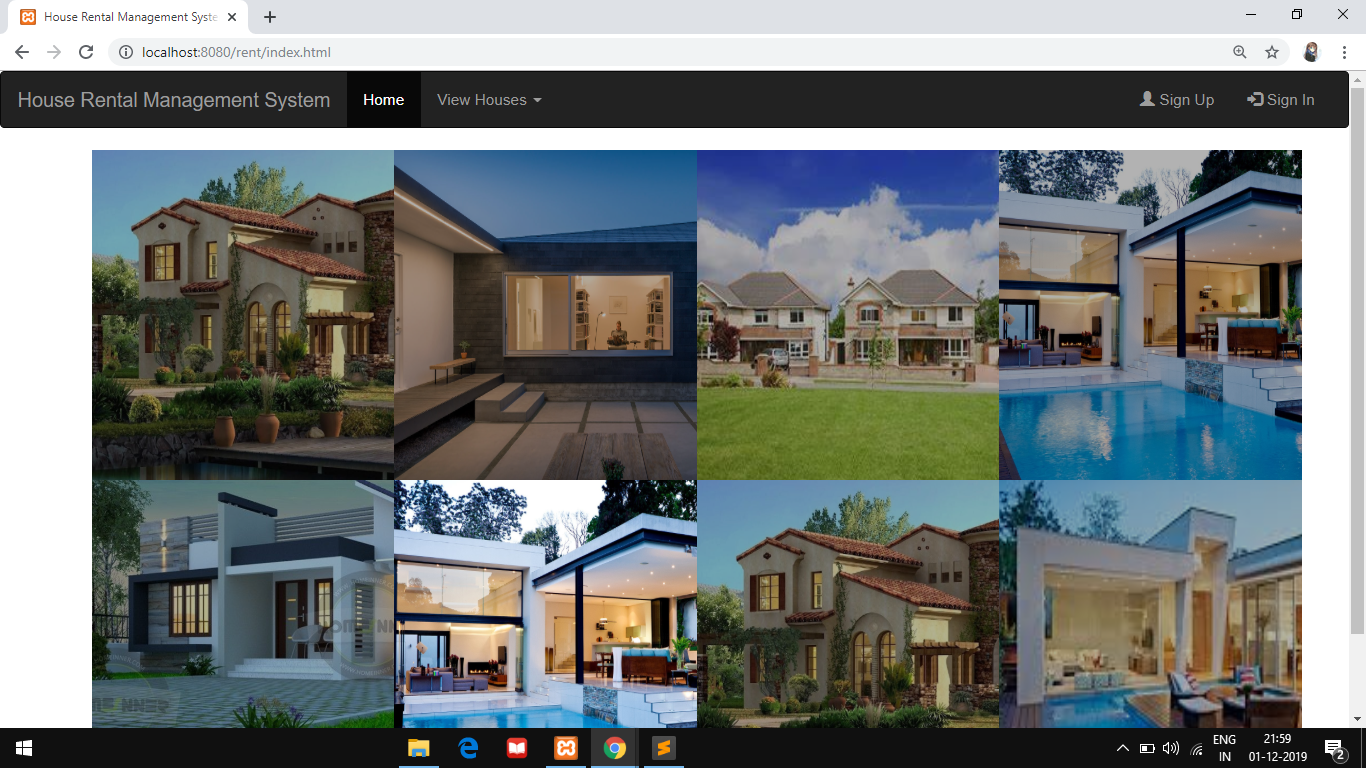 House Rental Management Syste
localhost:8080/rent/index.html
House Rental Management System
Home
View Houses
Sign Up
Sign In
ENG
IN
21:59
01-12-2019
2